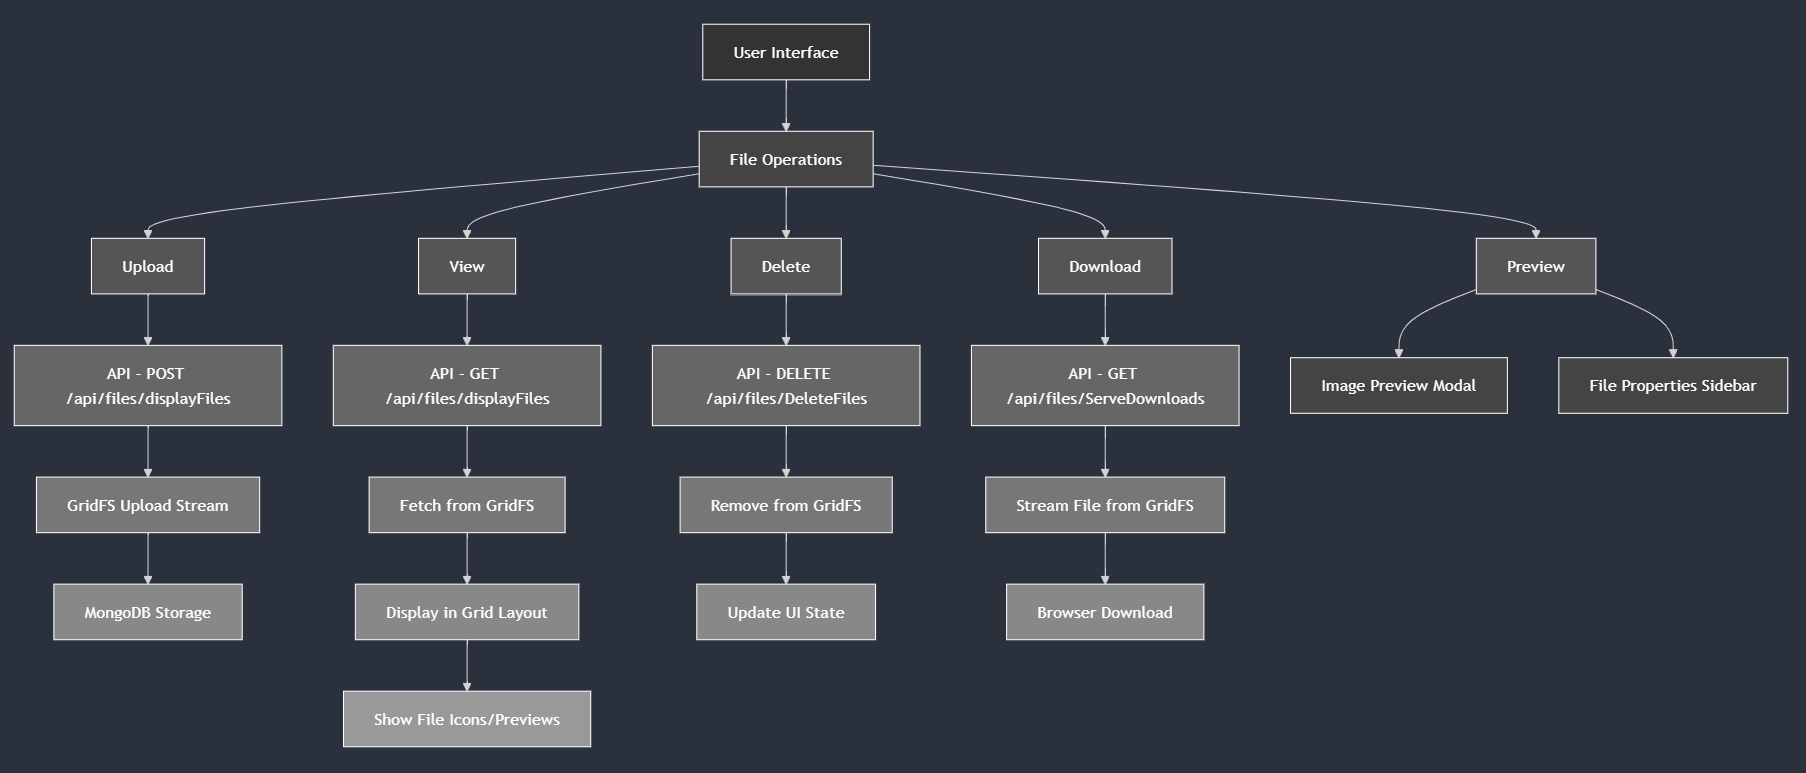 User Interface
File Operations
Upload
View
Delete
Download
Preview
API - POST
/api/files/displayFiles
API - GET
/api/files/displayFiles
API - DELETE
/api/files/DeleteFiles
API - GET
/api/files/ServeDownloads
Image Preview Modal
File Properties Sidebar
GridFS Upload Stream
Fetch from GridFS
Remove from GridFS
Stream File from GridFS
MongoDB Storage
Display in Grid Layout
Update UI State
Browser Download
Show File Icons/Previews